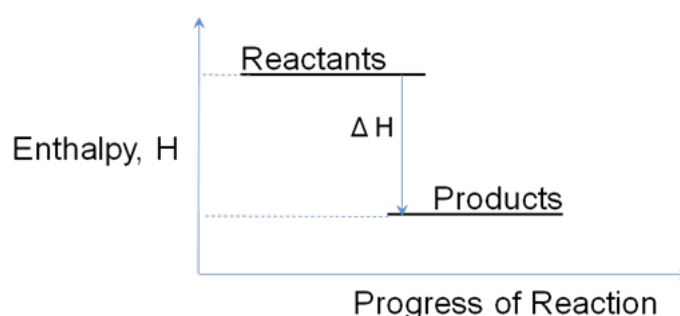 Reactants
Δ H
Enthalpy, H
Products
Progress of Reaction